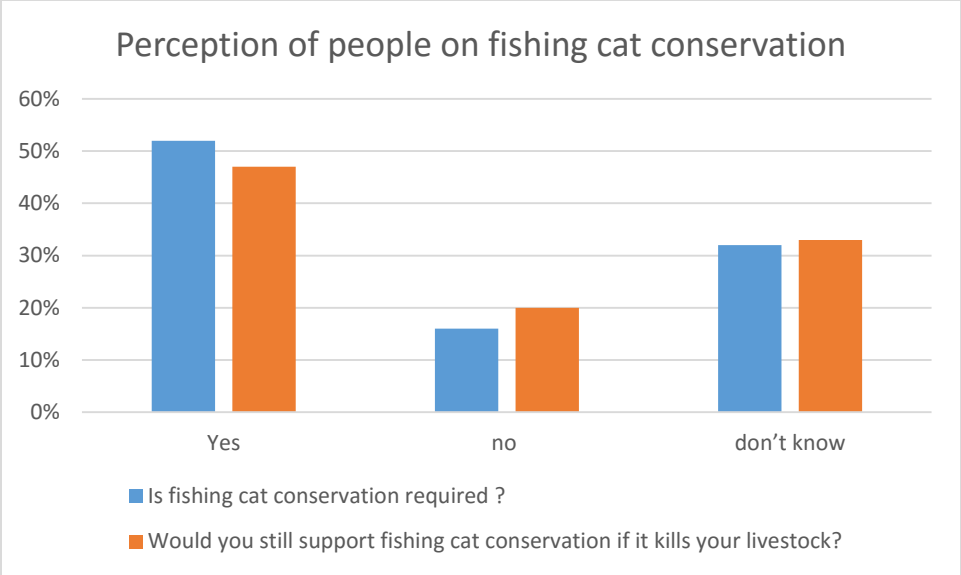 Perception of people on fishing cat conservation
60%
50%
40%
30%
20%
10%
0%
Yes no don’t know
Is fishing cat conservation required ?
Would you still support fishing cat conservation if it kills your livestock?